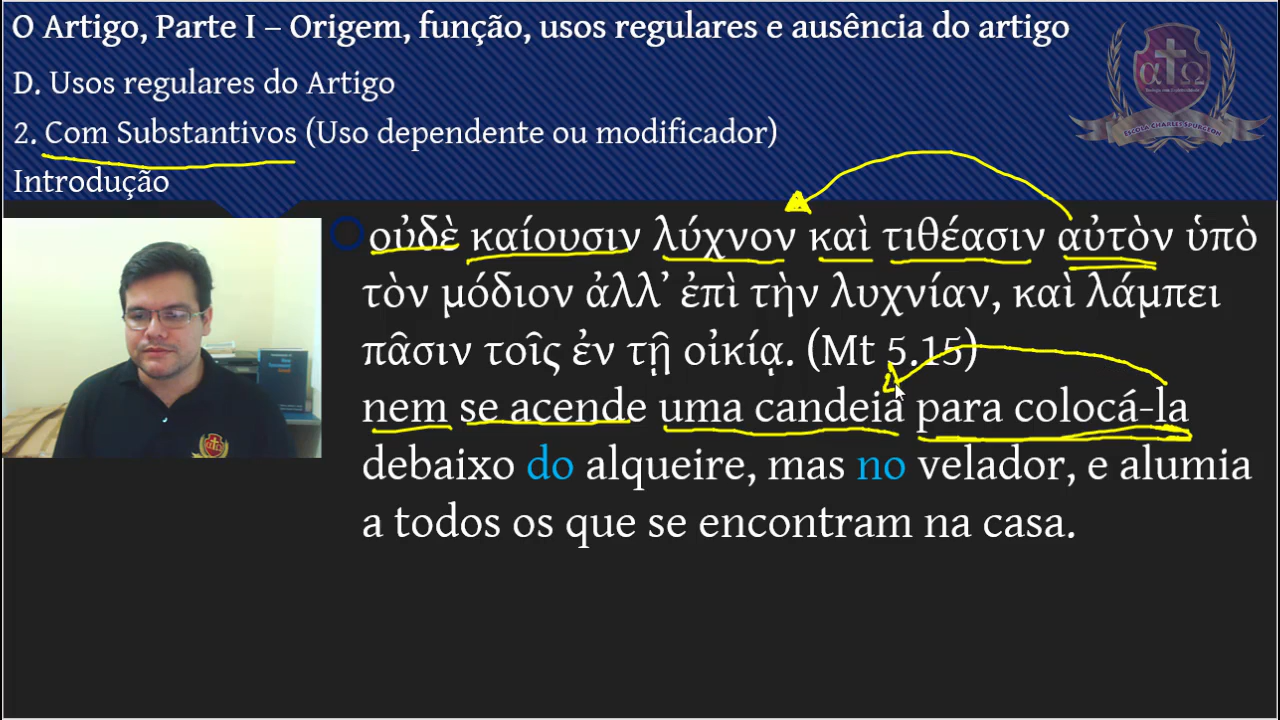 O Artigo, Parte I – Origem, função, usos regulares e ausência do artigo
D. Usos regulares do Artigo
2. Com Substantivos (Uso dependente ou modificador)
Introdução
α Ω
ESCOLA CHARLES SPURGEON
οὐδὲ καίουσιν λύχνον καὶ τιθέασιν αὐτὸν ὑπὸ
τὸν μόδιον ἀλλ’ ἐπὶ τὴν λυχνίαν, καὶ λάμπει
πᾶσιν τοῖς ἐν τῇ οἰκίᾳ. (Mt 5.15)
nem se acende uma candeia para colocá-la
debaixo do alqueire, mas no velador, e alumia
a todos os que se encontram na casa.